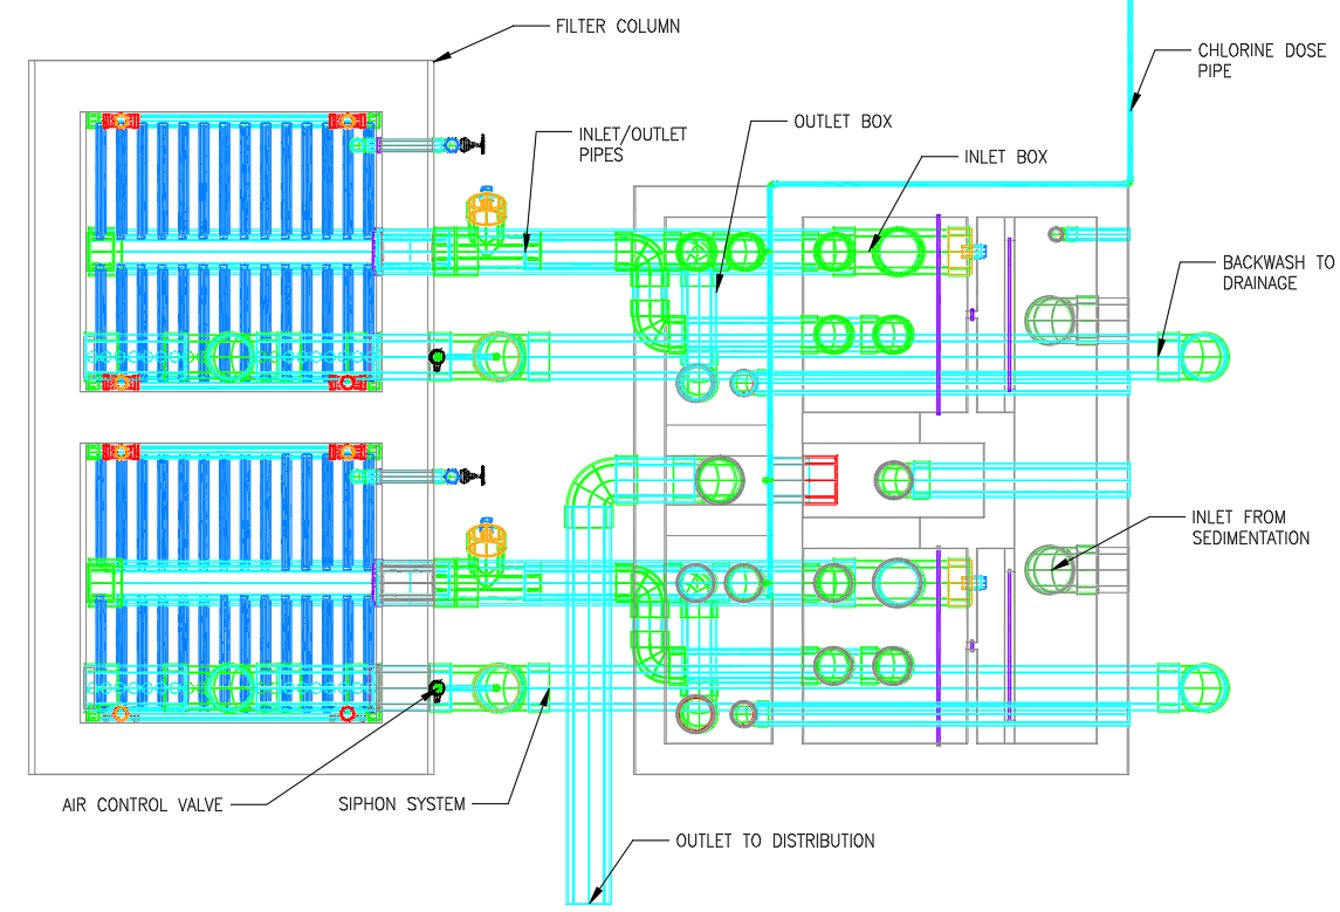 FILTER COLUMN
CHLORINE DOSE
PIPE
OUTLET BOX
INLET/OUTLET
PIPES
INLET BOX
BACKWASH TO
DRAINAGE
INLET FROM
SEDIMENTATION
AIR CONTROL VALVE
SIPHON SYSTEM
OUTLET TO DISTRIBUTION